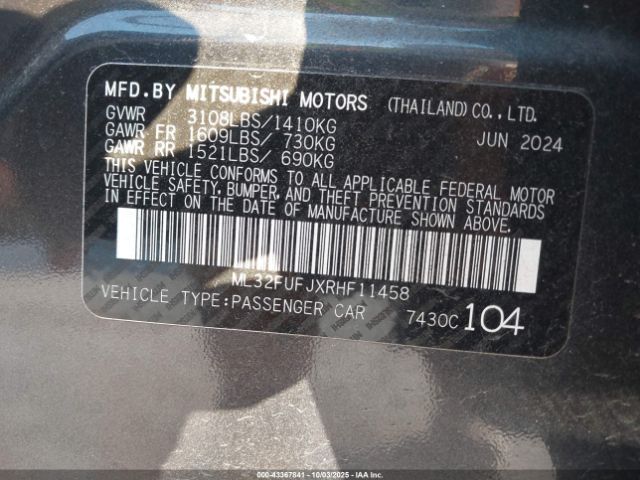 MFD.BY MITSUBISHI MOTORS (THAILAND)CO.,LTD.
GVWR 3108LBS/1410KG JUN 2024
GAWR FR 1609LBS/ 730KG
GAWR RR 1521LBS/ 690KG
THIS VEHICLE CONFORMS TO ALL APPLICABLE FEDERAL MOTOR
VEHICLE SAFETY, BUMPER, AND THEFT PREVENTION STANDARDS
IN EFFECT ON THE DATE OF MANUFACTURE SHOWN ABOVE.
ML32FUFJXRHF11458
VEHICLE TYPE:PASSENGER CAR 7430C 104
000-43367841 - 10/03/2025 - Copyright © 2025 IAA, Inc.